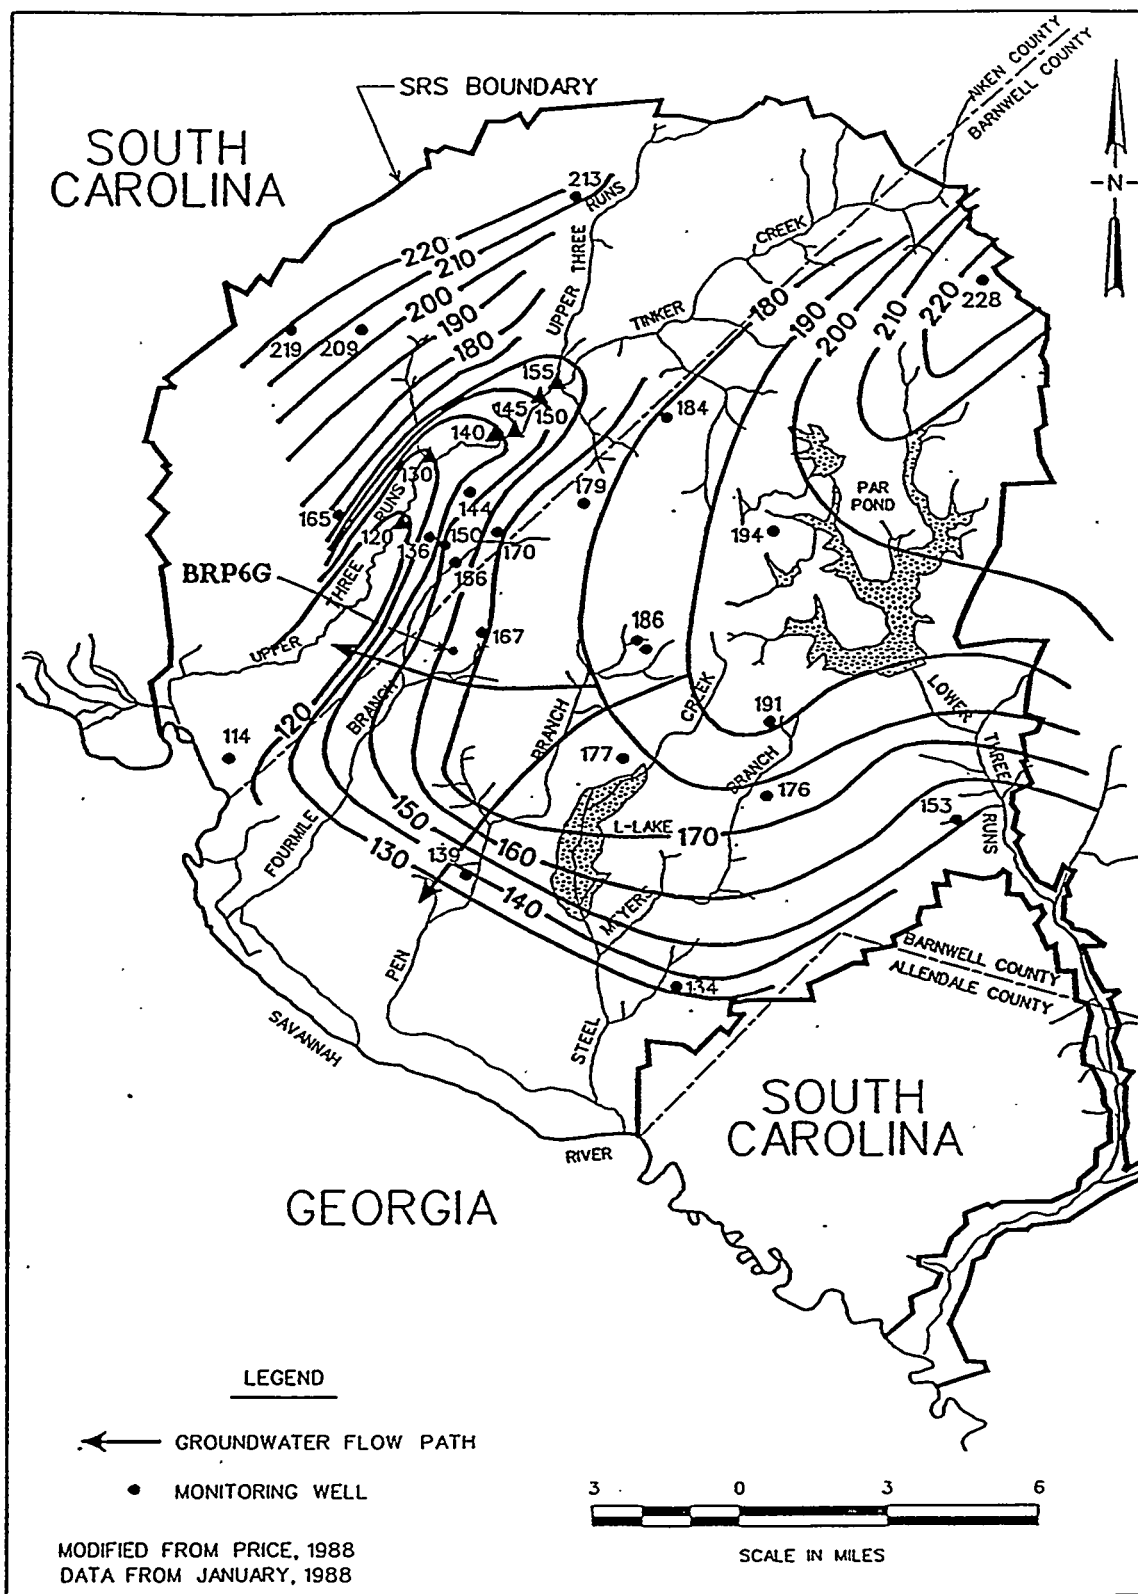 SRS BOUNDARY
AIKEN COUNTY
BARNWELL COUNTY
SOUTH
CAROLINA
N
213
RUNS
THREE
UPPER
CREEK
TINKER
220
210
200
190
180
219
209
180
190
200
210
220
228
155
145
150
140
130
184
165
RUNS
120
THREE
UPPER
144
179
136
150
170
156
PAR
POND
194
BRP6G
167
186
BRANCH
BRANCH
CREEK
LOWER
THREE
RUNS
120
114
191
177
BRANCH
176
153
FOURMILE
150
130
139
160
140
L-LAKE
170
MEYERS
PEN
134
STEEL
BARNWELL COUNTY
ALLENDALE COUNTY
SAVANNAH
RIVER
SOUTH
CAROLINA
GEORGIA
LEGEND
GROUNDWATER FLOW PATH
MONITORING WELL
3 0 3 6
SCALE IN MILES
MODIFIED FROM PRICE, 1988
DATA FROM JANUARY, 1988